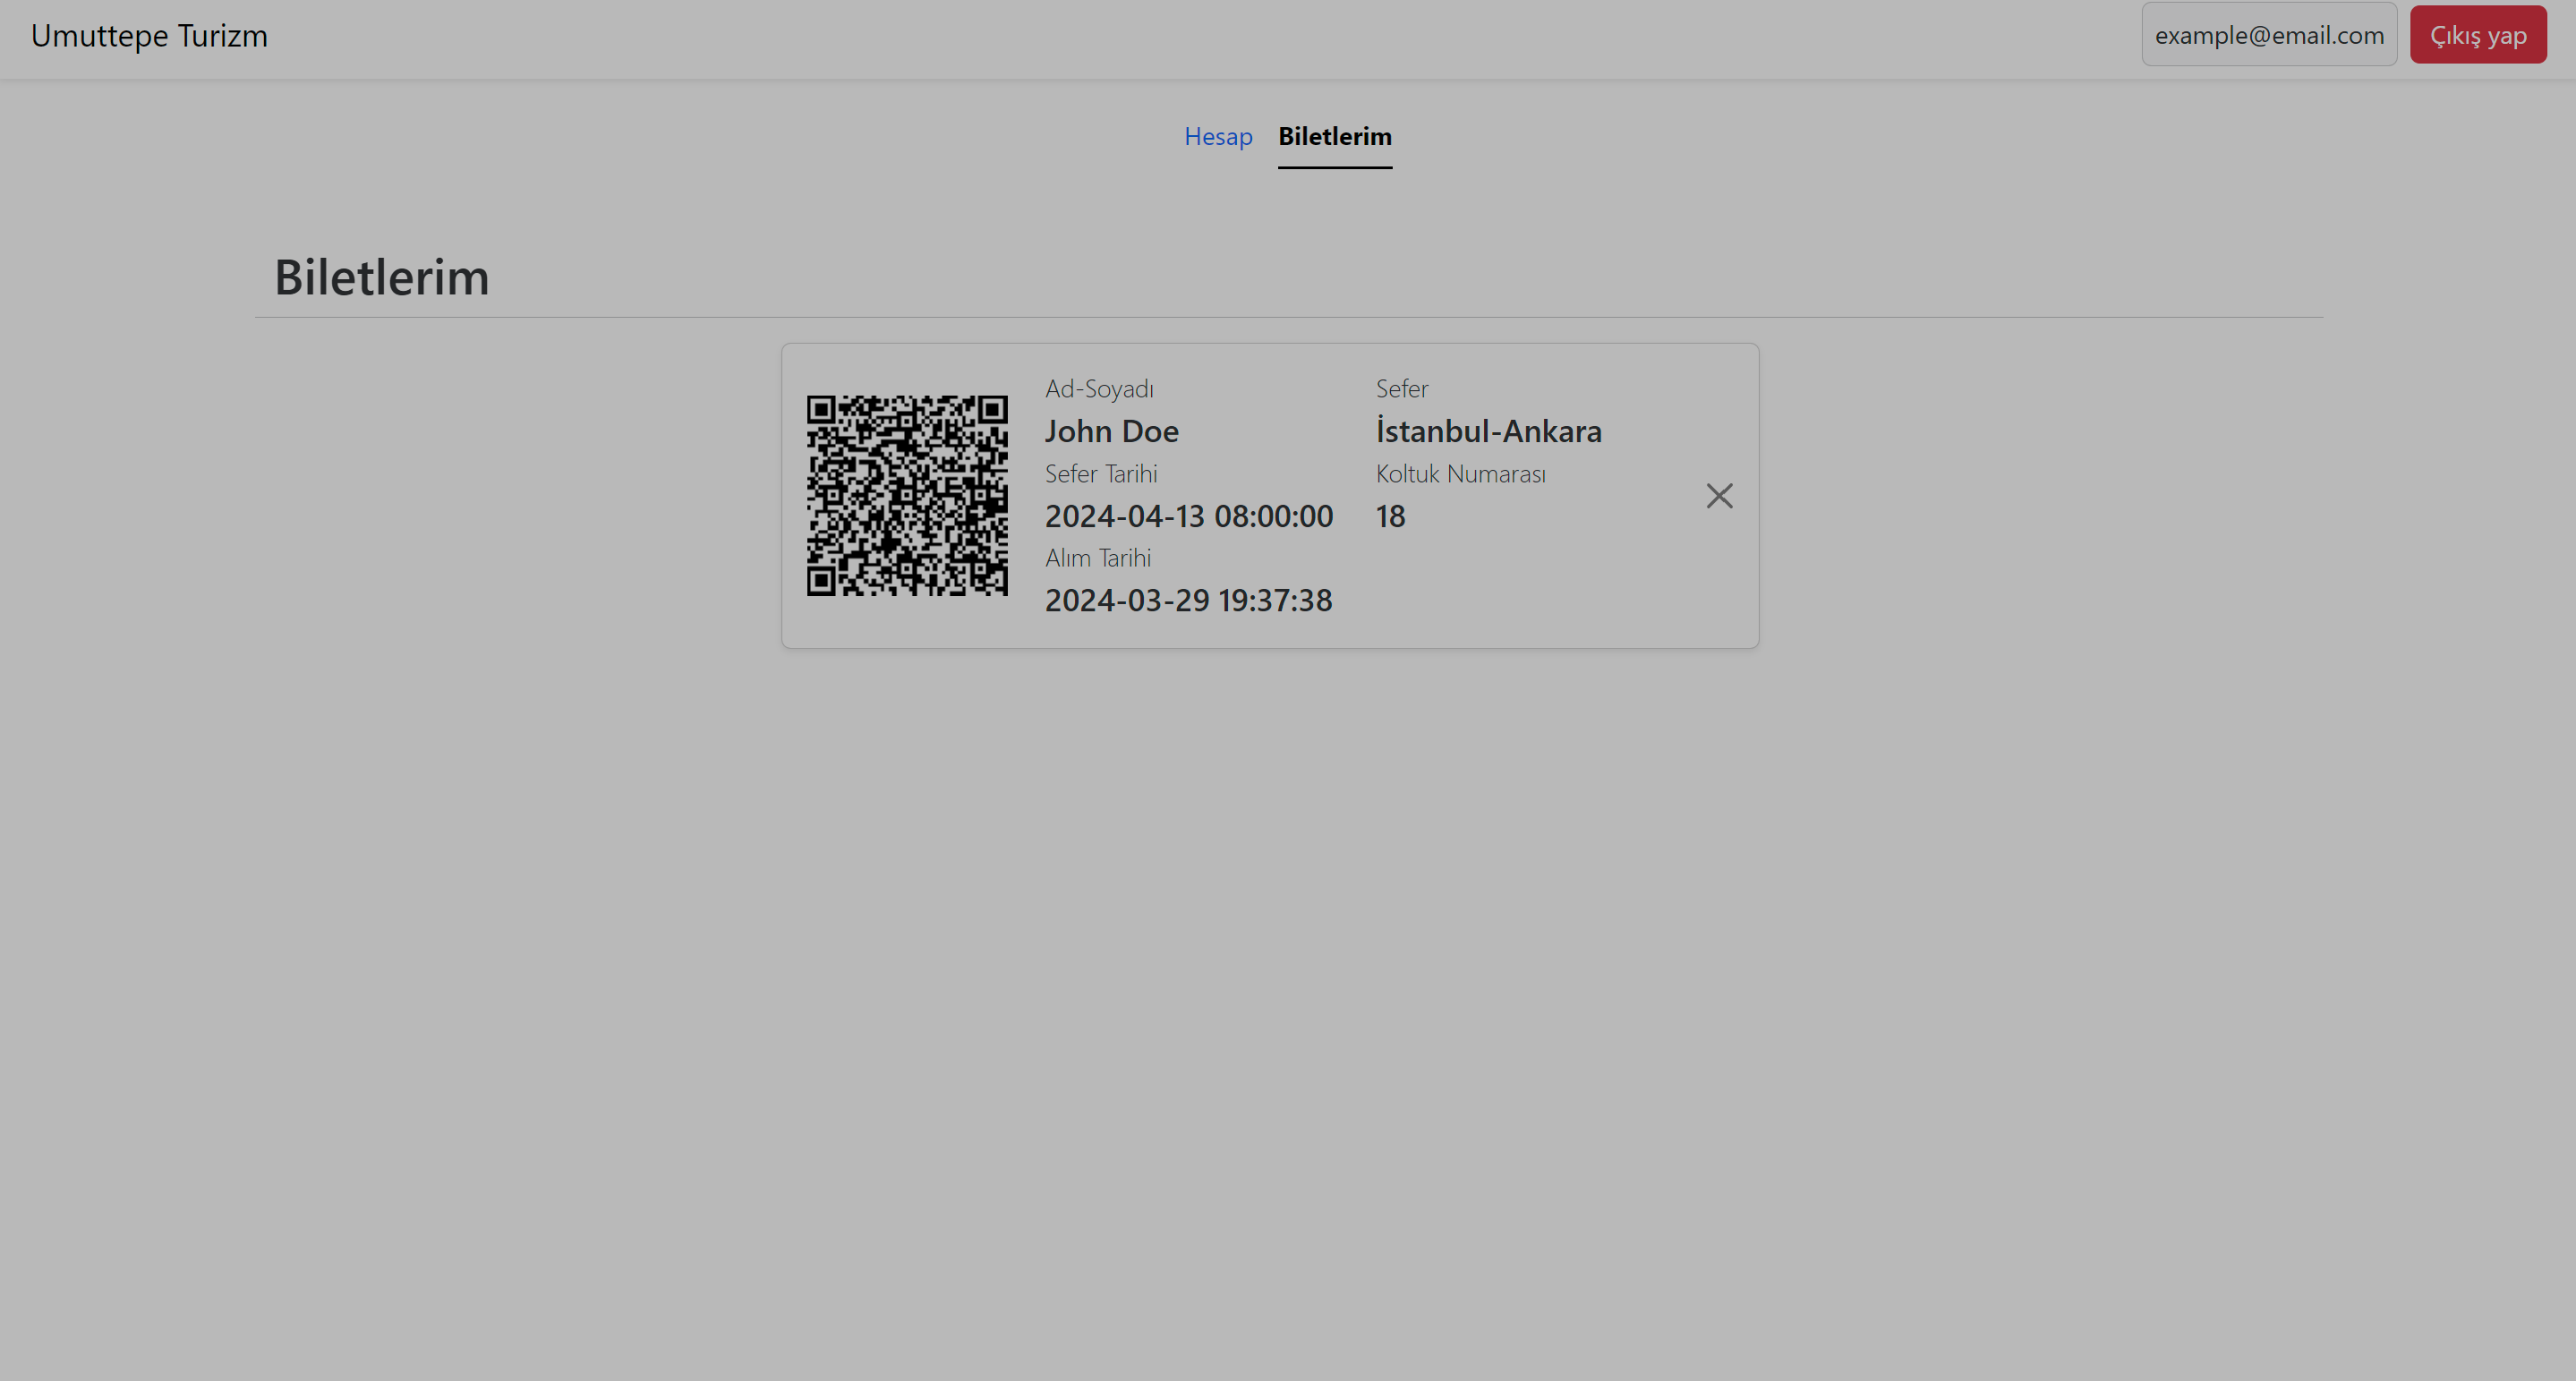 Umuttepe Turizm
example@email.com
Çıkış yap
Hesap
Biletlerim
Biletlerim
Ad-Soyadı
John Doe
Sefer
İstanbul-Ankara
Sefer Tarihi
2024-04-13 08:00:00
Koltuk Numarası
18
Alım Tarihi
2024-03-29 19:37:38